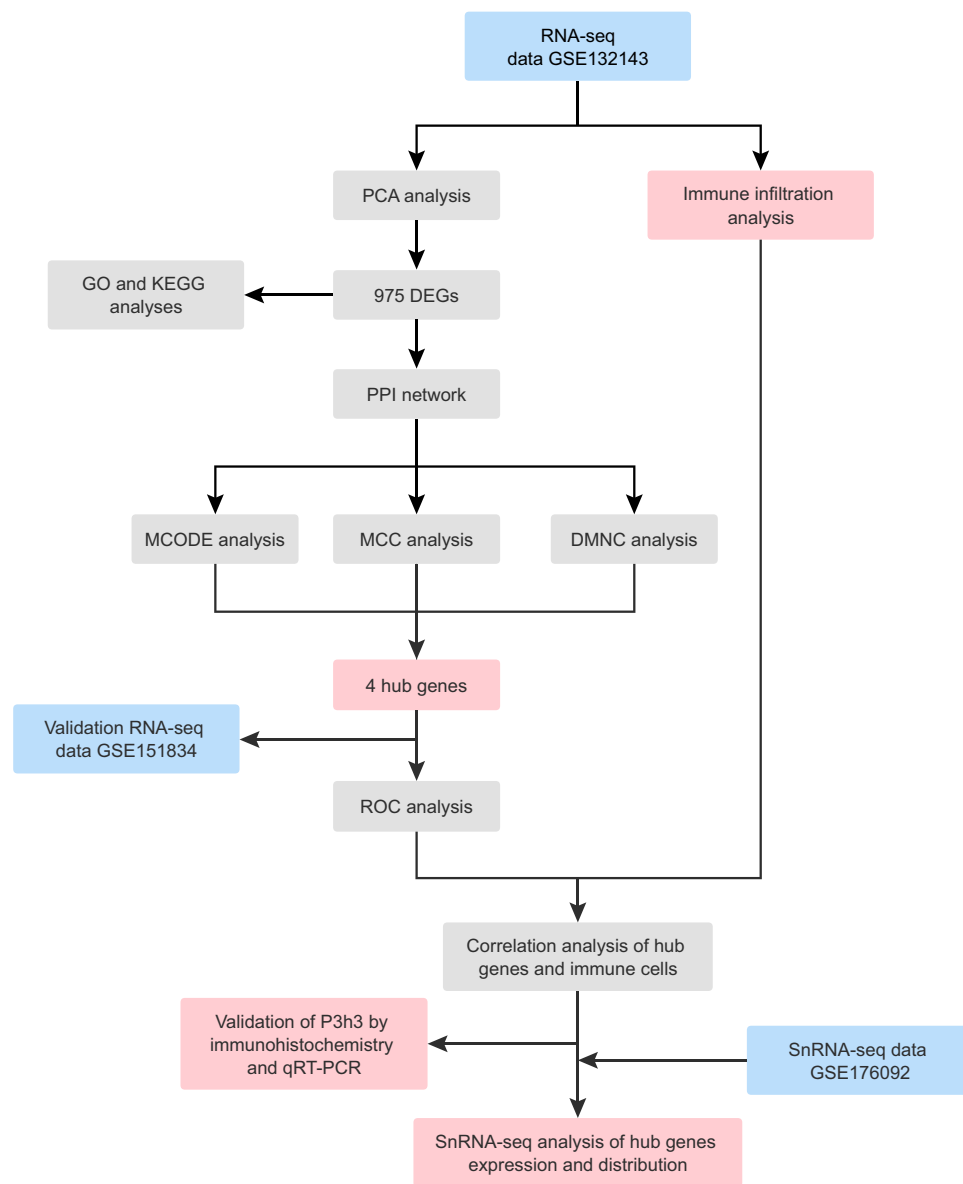 RNA-seq
data GSE132143
PCA analysis
Immune infiltration
analysis
GO and KEGG
analyses
975 DEGs
PPI network
MCODE analysis
MCC analysis
DMNC analysis
4 hub genes
Validation RNA-seq
data GSE151834
ROC analysis
Correlation analysis of hub
genes and immune cells
Validation of P3h3 by
immunohistochemistry
and qRT-PCR
SnRNA-seq data
GSE176092
SnRNA-seq analysis of hub genes
expression and distribution